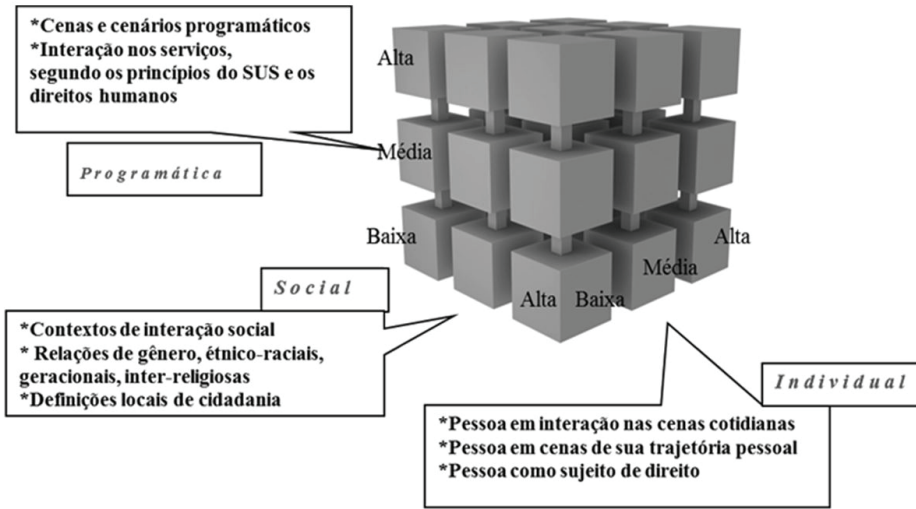 *Cenas e cenários programáticos
*Interação nos serviços,
segundo os princípios do SUS e os
direitos humanos
Programática
Alta
Média
Baixa
Alta
Média
Alta Baixa
Social
*Contextos de interação social
* Relações de gênero, étnico-raciais,
geracionais, inter-religiosas
*Definições locais de cidadania
Individual
*Pessoa em interação nas cenas cotidianas
*Pessoa em cenas de sua trajetória pessoal
*Pessoa como sujeito de direito